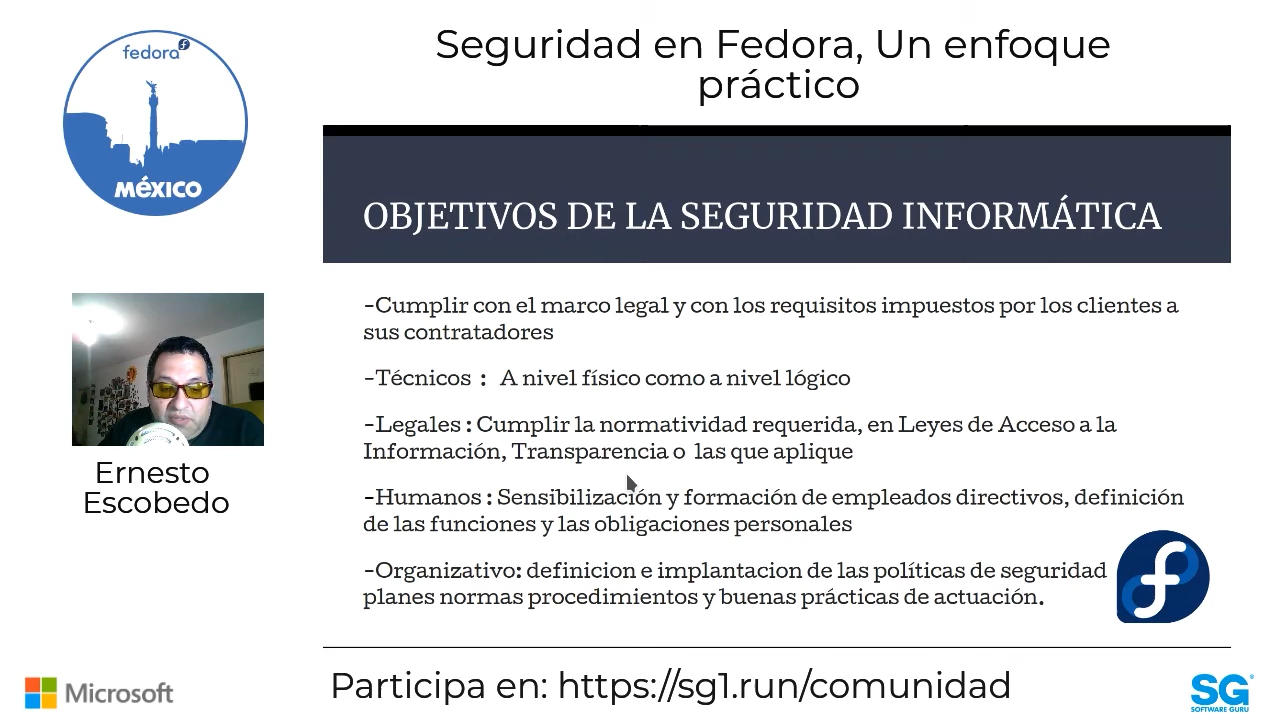 fedora
MÉXICO
Seguridad en Fedora, Un enfoque
práctico
OBJETIVOS DE LA SEGURIDAD INFORMÁTICA
-Cumplir con el marco legal y con los requisitos impuestos por los clientes a
sus contratadores
-Técnicos : A nivel físico como a nivel lógico
-Legales : Cumplir la normatividad requerida, en Leyes de Acceso a la
Información, Transparencia o las que aplique
-Humanos : Sensibilización y formación de empleados directivos, definición
de las funciones y las obligaciones personales
-Organizativo: definicion e implantacion de las políticas de seguridad
planes normas procedimientos y buenas prácticas de actuación.
Ernesto
Escobedo
Microsoft
Participa en: https://sg1.run/comunidad
SG
SOFTWARE GURU